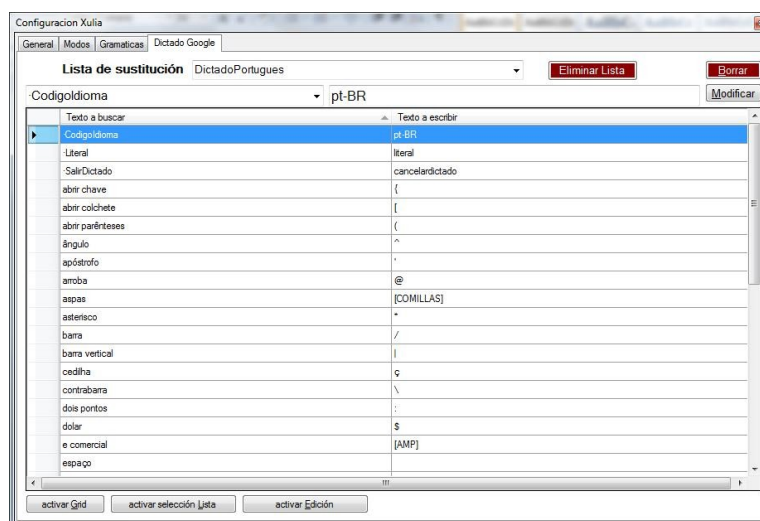 Configuracion Xulia
General Modos Gramaticas Dictado Google
Lista de sustitución DictadoPortugues Eliminar Lista Borrar
·CodigoIdioma pt-BR Modificar
Texto a buscar Texto a escribir
·CodigoIdioma pt-BR
·Literal literal
·SalirDictado cancelardictado
abrir chave {
abrir colchete [
abrir parênteses (
ângulo ^
apóstrofo '
arroba @
aspas [COMILLAS]
asterisco *
barra /
barra vertical |
cedilha ç
contrabarra \
dois pontos :
dolar $
e comercial [AMP]
espaço
activar Grid activar selección Lista activar Edición